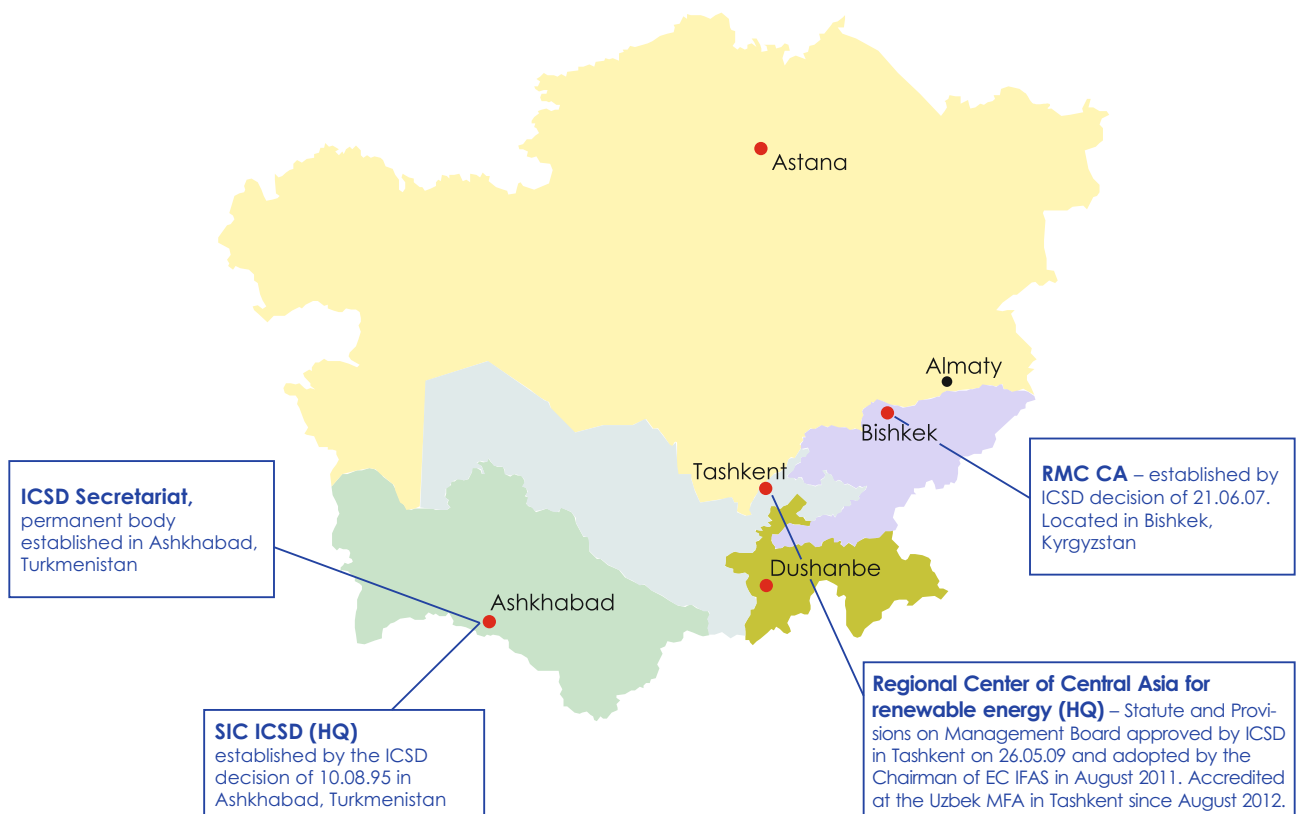 Astana
Almaty
Bishkek
Tashkent
Dushanbe
Ashkhabad
ICSD Secretariat,
permanent body
established in Ashkhabad,
Turkmenistan
RMC CA – established by
ICSD decision of 21.06.07.
Located in Bishkek,
Kyrgyzstan
SIC ICSD (HQ)
established by the ICSD
decision of 10.08.95 in
Ashkhabad, Turkmenistan
Regional Center of Central Asia for
renewable energy (HQ) – Statute and Provi-
sions on Management Board approved by ICSD
in Tashkent on 26.05.09 and adopted by the
Chairman of EC IFAS in August 2011. Accredited
at the Uzbek MFA in Tashkent since August 2012.